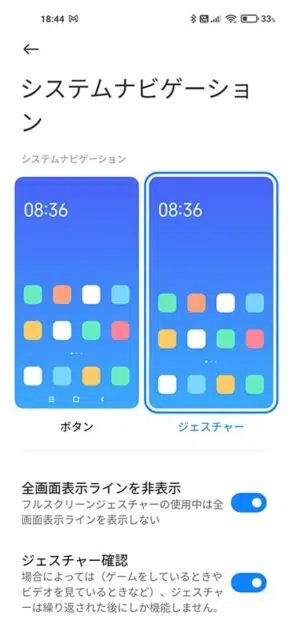 18:44
33%
システムナビゲーショ
ン
システムナビゲーション
08:36
08:36
ボタン
ジェスチャー
全画面表示ラインを非表示
フルスクリーンジェスチャーの使用中は全
画面表示ラインを表示しない
ジェスチャー確認
場合によっては（ゲームをしているときや
ビデオを見ているときなど）、ジェスチャ
ーは繰り返された後にしか機能しません。